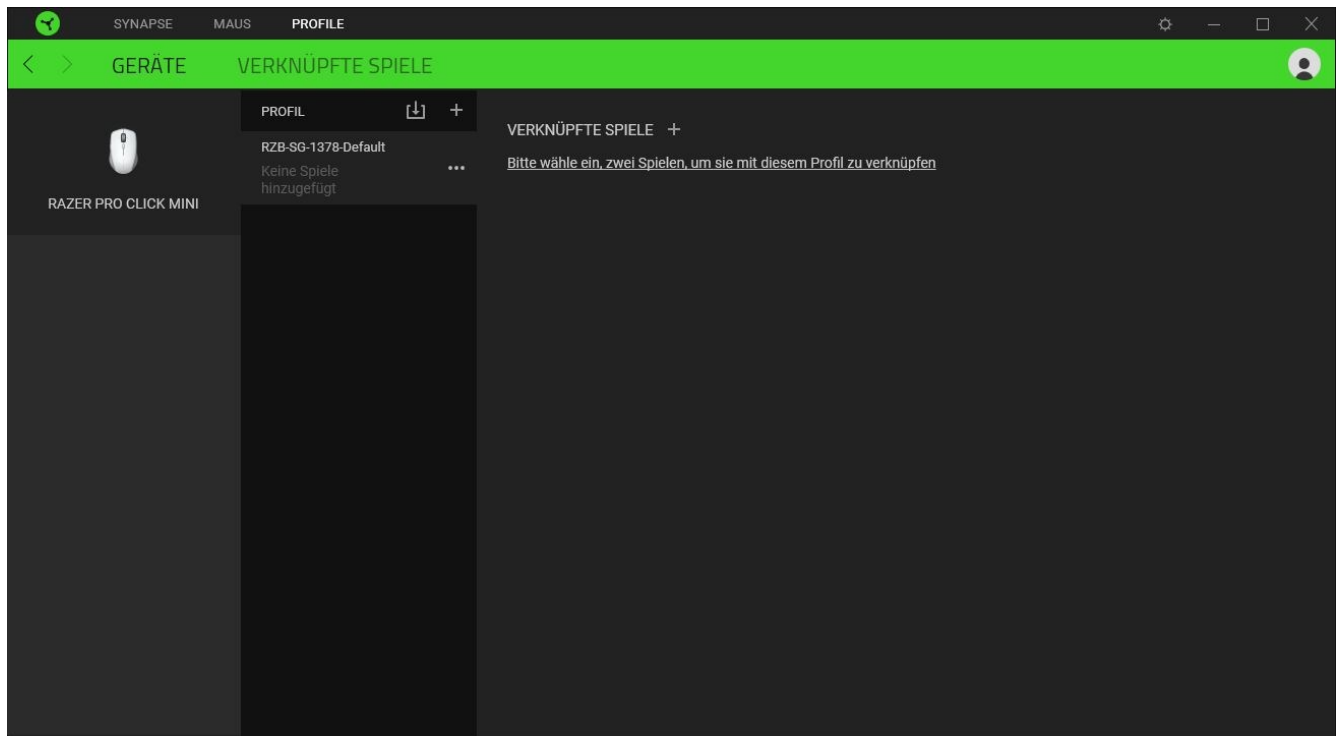 SYNAPSE MAUS PROFILE
GERÄTE VERKNÜPFTE SPIELE
RAZER PRO CLICK MINI
PROFIL
RZB-SG-1378-Default
Keine Spiele
hinzugefügt
VERKNÜPFTE SPIELE
Bitte wähle ein, zwei Spielen, um sie mit diesem Profil zu verknüpfen